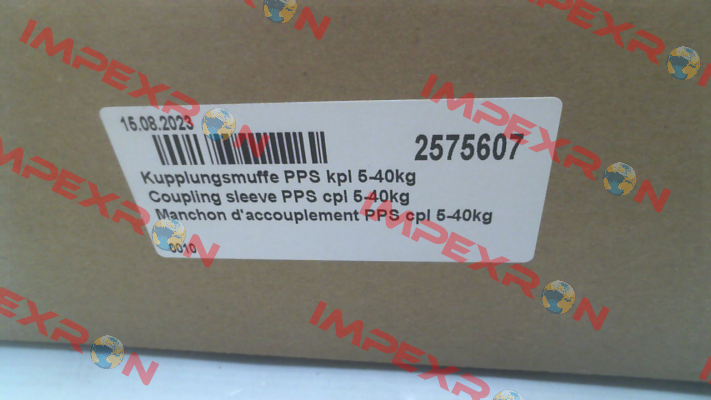 IMPEXRON
15.08.2023
2575607
Kupplungsmuffe PPS kpl 5-40kg
Coupling sleeve PPS cpl 5-40kg
Manchon d'accouplement PPS cpl 5-40kg
0010
IMPEXRON
IMPEXRON
IMPEXRON
IMPEXRON
IMPEXRON